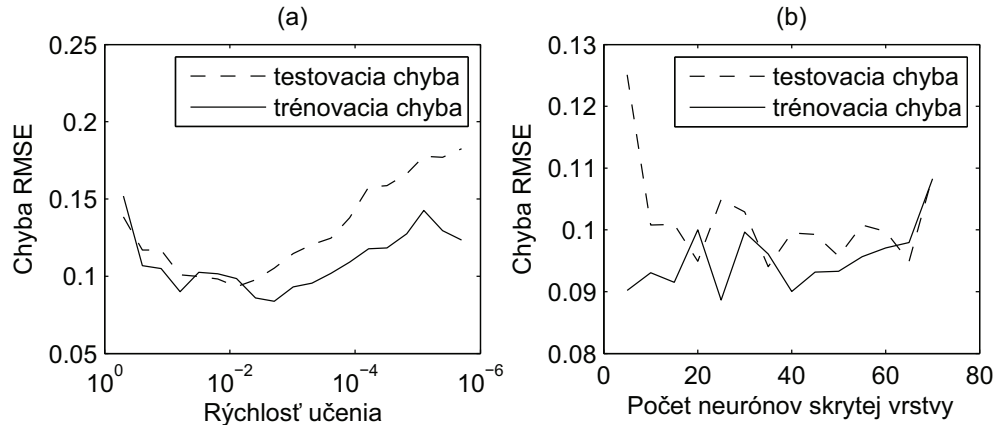 (a)
0.25
0.2
0.15
0.1
0.05
Chyba RMSE
testovacia chyba
trénovacia chyba
10^0
10^-2
10^-4
10^-6
Rýchlosť učenia
(b)
0.13
0.12
0.11
0.1
0.09
0.08
Chyba RMSE
testovacia chyba
trénovacia chyba
0
20
40
60
80
Počet neurónov skrytej vrstvy